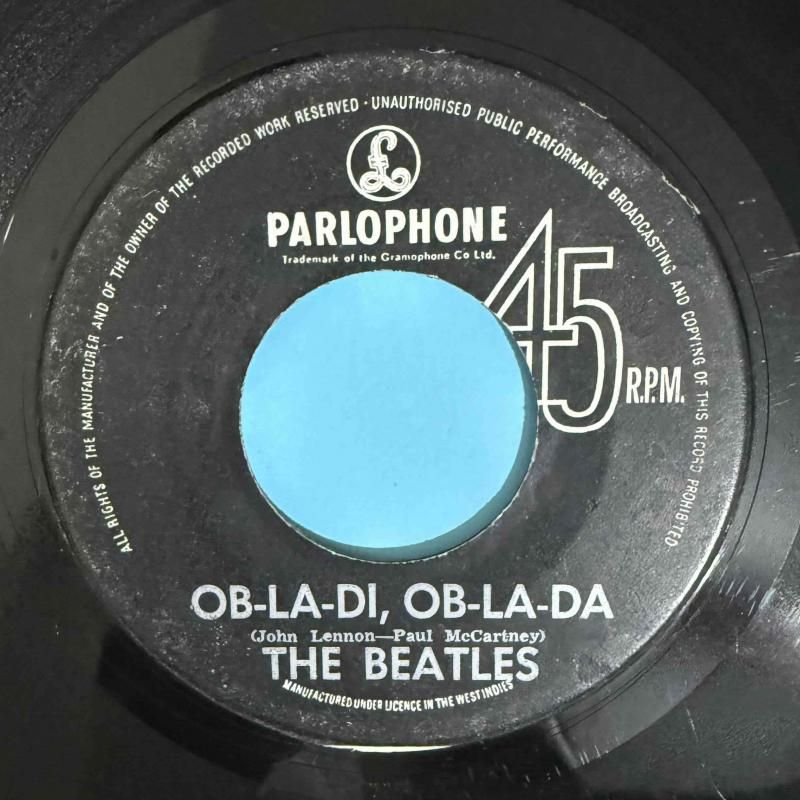 ALL RIGHTS OF THE MANUFACTURER AND OF THE OWNER OF THE RECORDED WORK RESERVED · UNAUTHORISED PUBLIC PERFORMANCE BROADCASTING AND COPYING OF THIS RECORD PROHIBITED
£
PARLOPHONE
Trademark of the Gramophone Co Ltd.
45 R.P.M.
OB-LA-DI, OB-LA-DA
(John Lennon—Paul McCartney)
THE BEATLES
MANUFACTURED UNDER LICENCE IN THE WEST INDIES